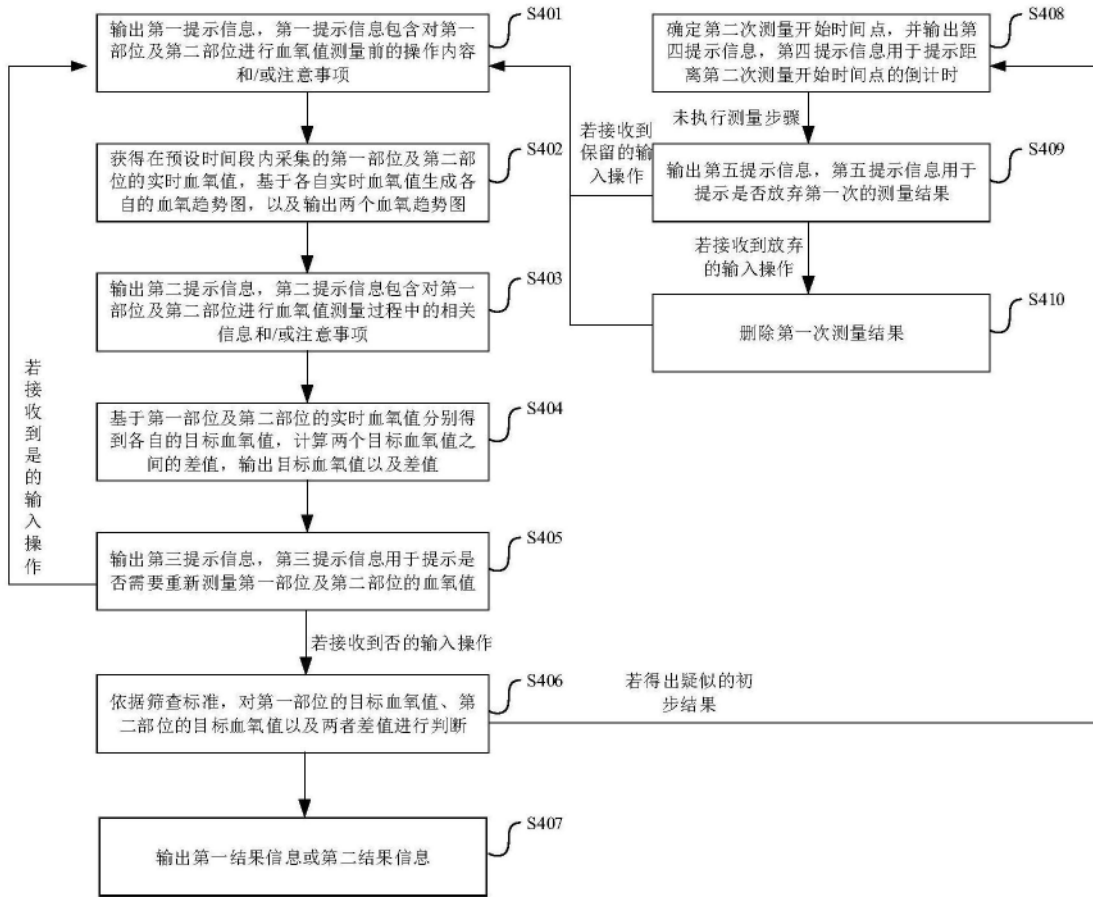 S401
输出第一提示信息，第一提示信息包含对第一
部位及第二部位进行血氧值测量前的操作内容
和/或注意事项
S402
获得在预设时间段内采集的第一部位及第二部
位的实时血氧值，基于各自实时血氧值生成各
自的血氧趋势图，以及输出两个血氧趋势图
S403
输出第二提示信息，第二提示信息包含对第一
部位及第二部位进行血氧值测量过程中的相关
信息和/或注意事项
S404
基于第一部位及第二部位的实时血氧值分别得
到各自的目标血氧值，计算两个目标血氧值之
间的差值，输出目标血氧值以及差值
S405
输出第三提示信息，第三提示信息用于提示是
否需要重新测量第一部位及第二部位的血氧值
若接收到是的输入操作
若接收到否的输入操作
S406
依据筛查标准，对第一部位的目标血氧值、第
二部位的目标血氧值以及两者差值进行判断
若得出疑似的初
步结果
S407
输出第一结果信息或第二结果信息
S408
确定第二次测量开始时间点，并输出第
四提示信息，第四提示信息用于提示距
离第二次测量开始时间点的倒计时
未执行测量步骤
S409
输出第五提示信息，第五提示信息用于
提示是否放弃第一次的测量结果
若接收到
保留的输
入操作
若接收到放弃
的输入操作
S410
删除第一次测量结果